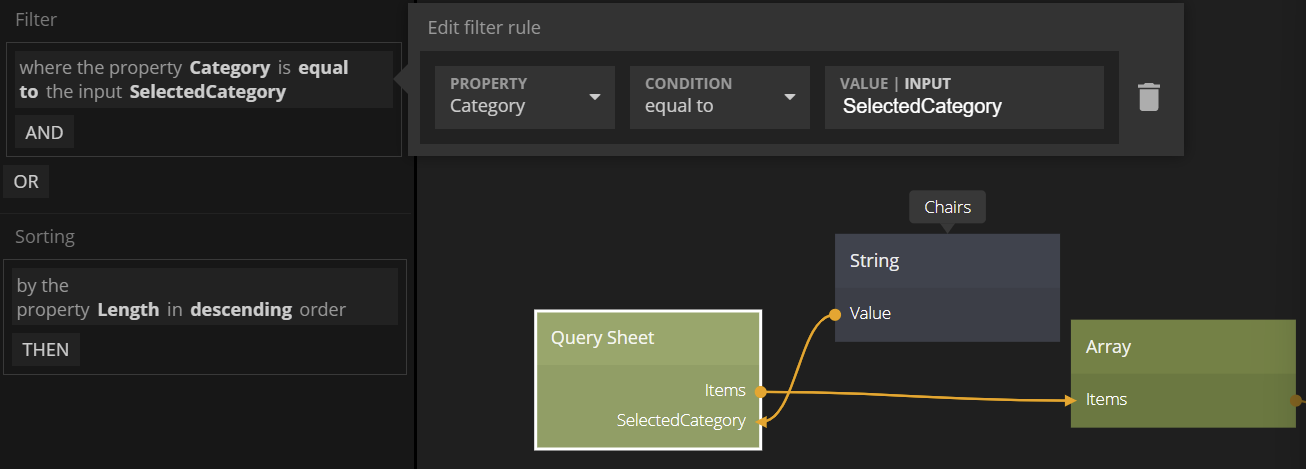 Filter
where the property Category is equal
to the input SelectedCategory
AND
OR
Sorting
by the
property Length in descending order
THEN
Edit filter rule
PROPERTY
Category
CONDITION
equal to
VALUE | INPUT
SelectedCategory
Chairs
String
Value
Query Sheet
Items
SelectedCategory
Array
Items